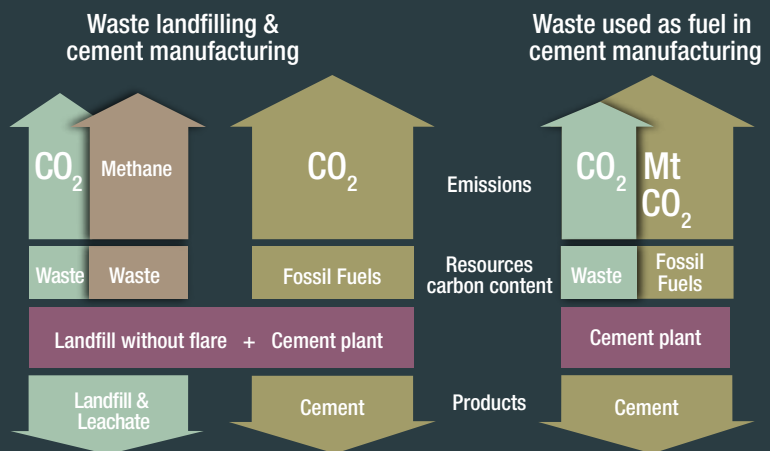 Waste landfilling &
cement manufacturing
Waste used as fuel in
cement manufacturing
CO₂
Methane
CO₂
Emissions
CO₂
Mt
CO₂
Waste
Waste
Fossil Fuels
Resources
carbon content
Waste
Fossil
Fuels
Landfill without flare + Cement plant
Cement plant
Landfill &
Leachate
Cement
Products
Cement